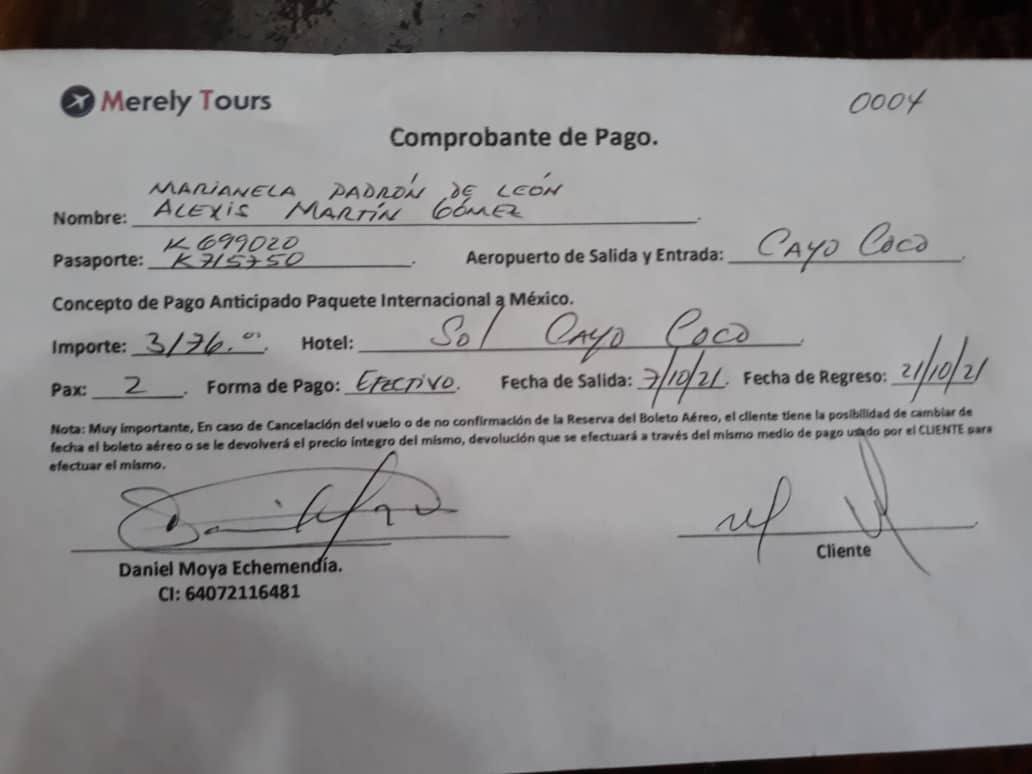 Merely Tours
0004
Comprobante de Pago.
MARIANELA PADRÓN DE LEÓN
Nombre: ALEXIS MARTÍN GÓMEZ.
K699020
Pasaporte: K715750. Aeropuerto de Salida y Entrada: CAYO COCO.
Concepto de Pago Anticipado Paquete Internacional a México.
Importe: 3176.00. Hotel: Sol CAYO COCO.
Pax: 2. Forma de Pago: EFECTIVO. Fecha de Salida: 7/10/21. Fecha de Regreso: 21/10/21
Nota: Muy importante, En caso de Cancelación del vuelo o de no confirmación de la Reserva del Boleto Aéreo, el cliente tiene la posibilidad de cambiar de
fecha el boleto aéreo o se le devolverá el precio íntegro del mismo, devolución que se efectuará a través del mismo medio de pago usado por el CLIENTE para
efectuar el mismo.
Daniel Moya Echemendía.
CI: 64072116481
Cliente